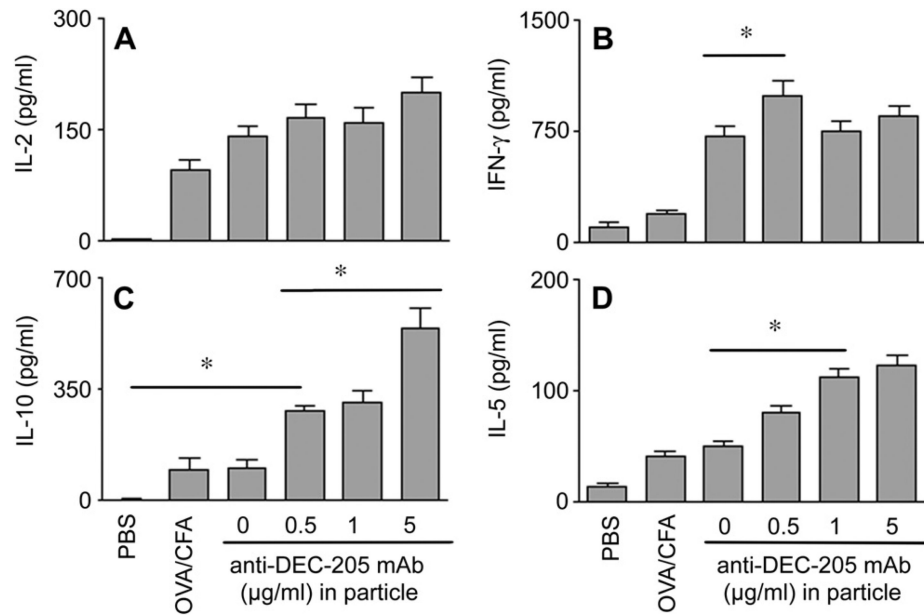 A
IL-2 (pg/ml)
300
150
0
B
*
IFN-γ (pg/ml)
1500
750
0
C
*
*
IL-10 (pg/ml)
700
350
0
PBS
OVA/CFA
0 0.5 1 5
anti-DEC-205 mAb
(µg/ml) in particle
D
*
IL-5 (pg/ml)
200
100
0
PBS
OVA/CFA
0 0.5 1 5
anti-DEC-205 mAb
(µg/ml) in particle